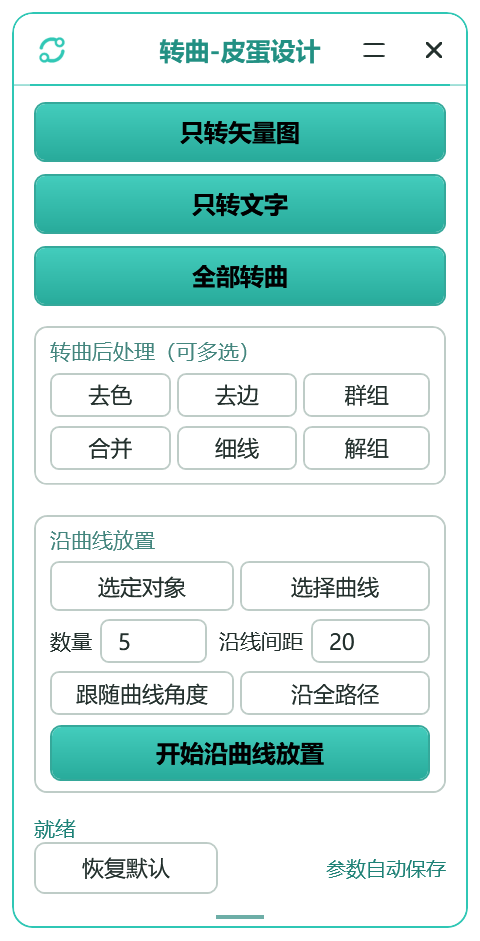 转曲-皮蛋设计
只转矢量图
只转文字
全部转曲
转曲后处理（可多选）
去色 去边 群组
合并 细线 解组
沿曲线放置
选定对象 选择曲线
数量 5 沿线间距 20
跟随曲线角度 沿全路径
开始沿曲线放置
就绪
恢复默认 参数自动保存